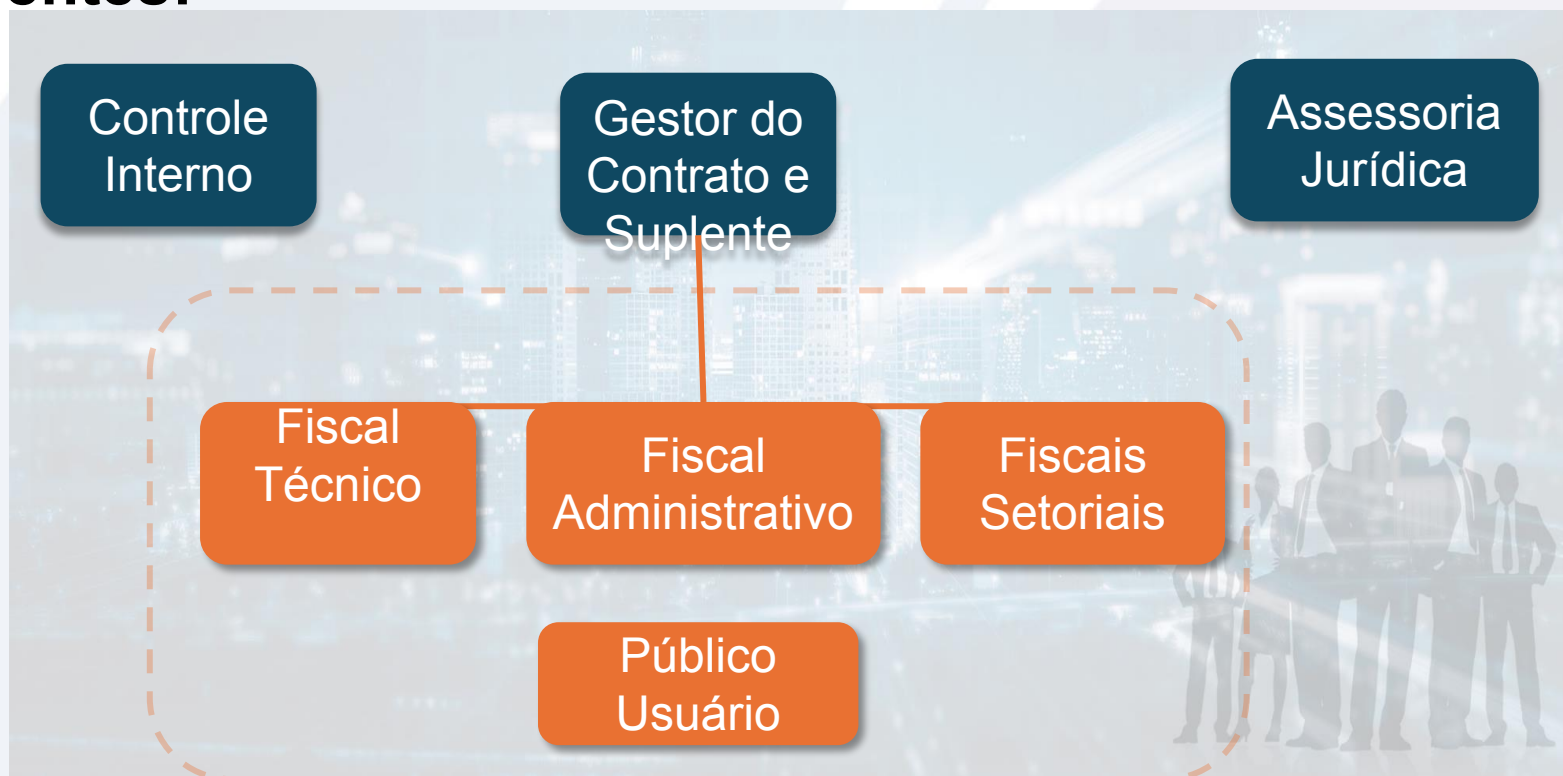 Controle
Interno
Gestor do
Contrato e
Suplente
Assessoria
Jurídica
Fiscal
Técnico
Fiscal
Administrativo
Fiscais
Setoriais
Público
Usuário